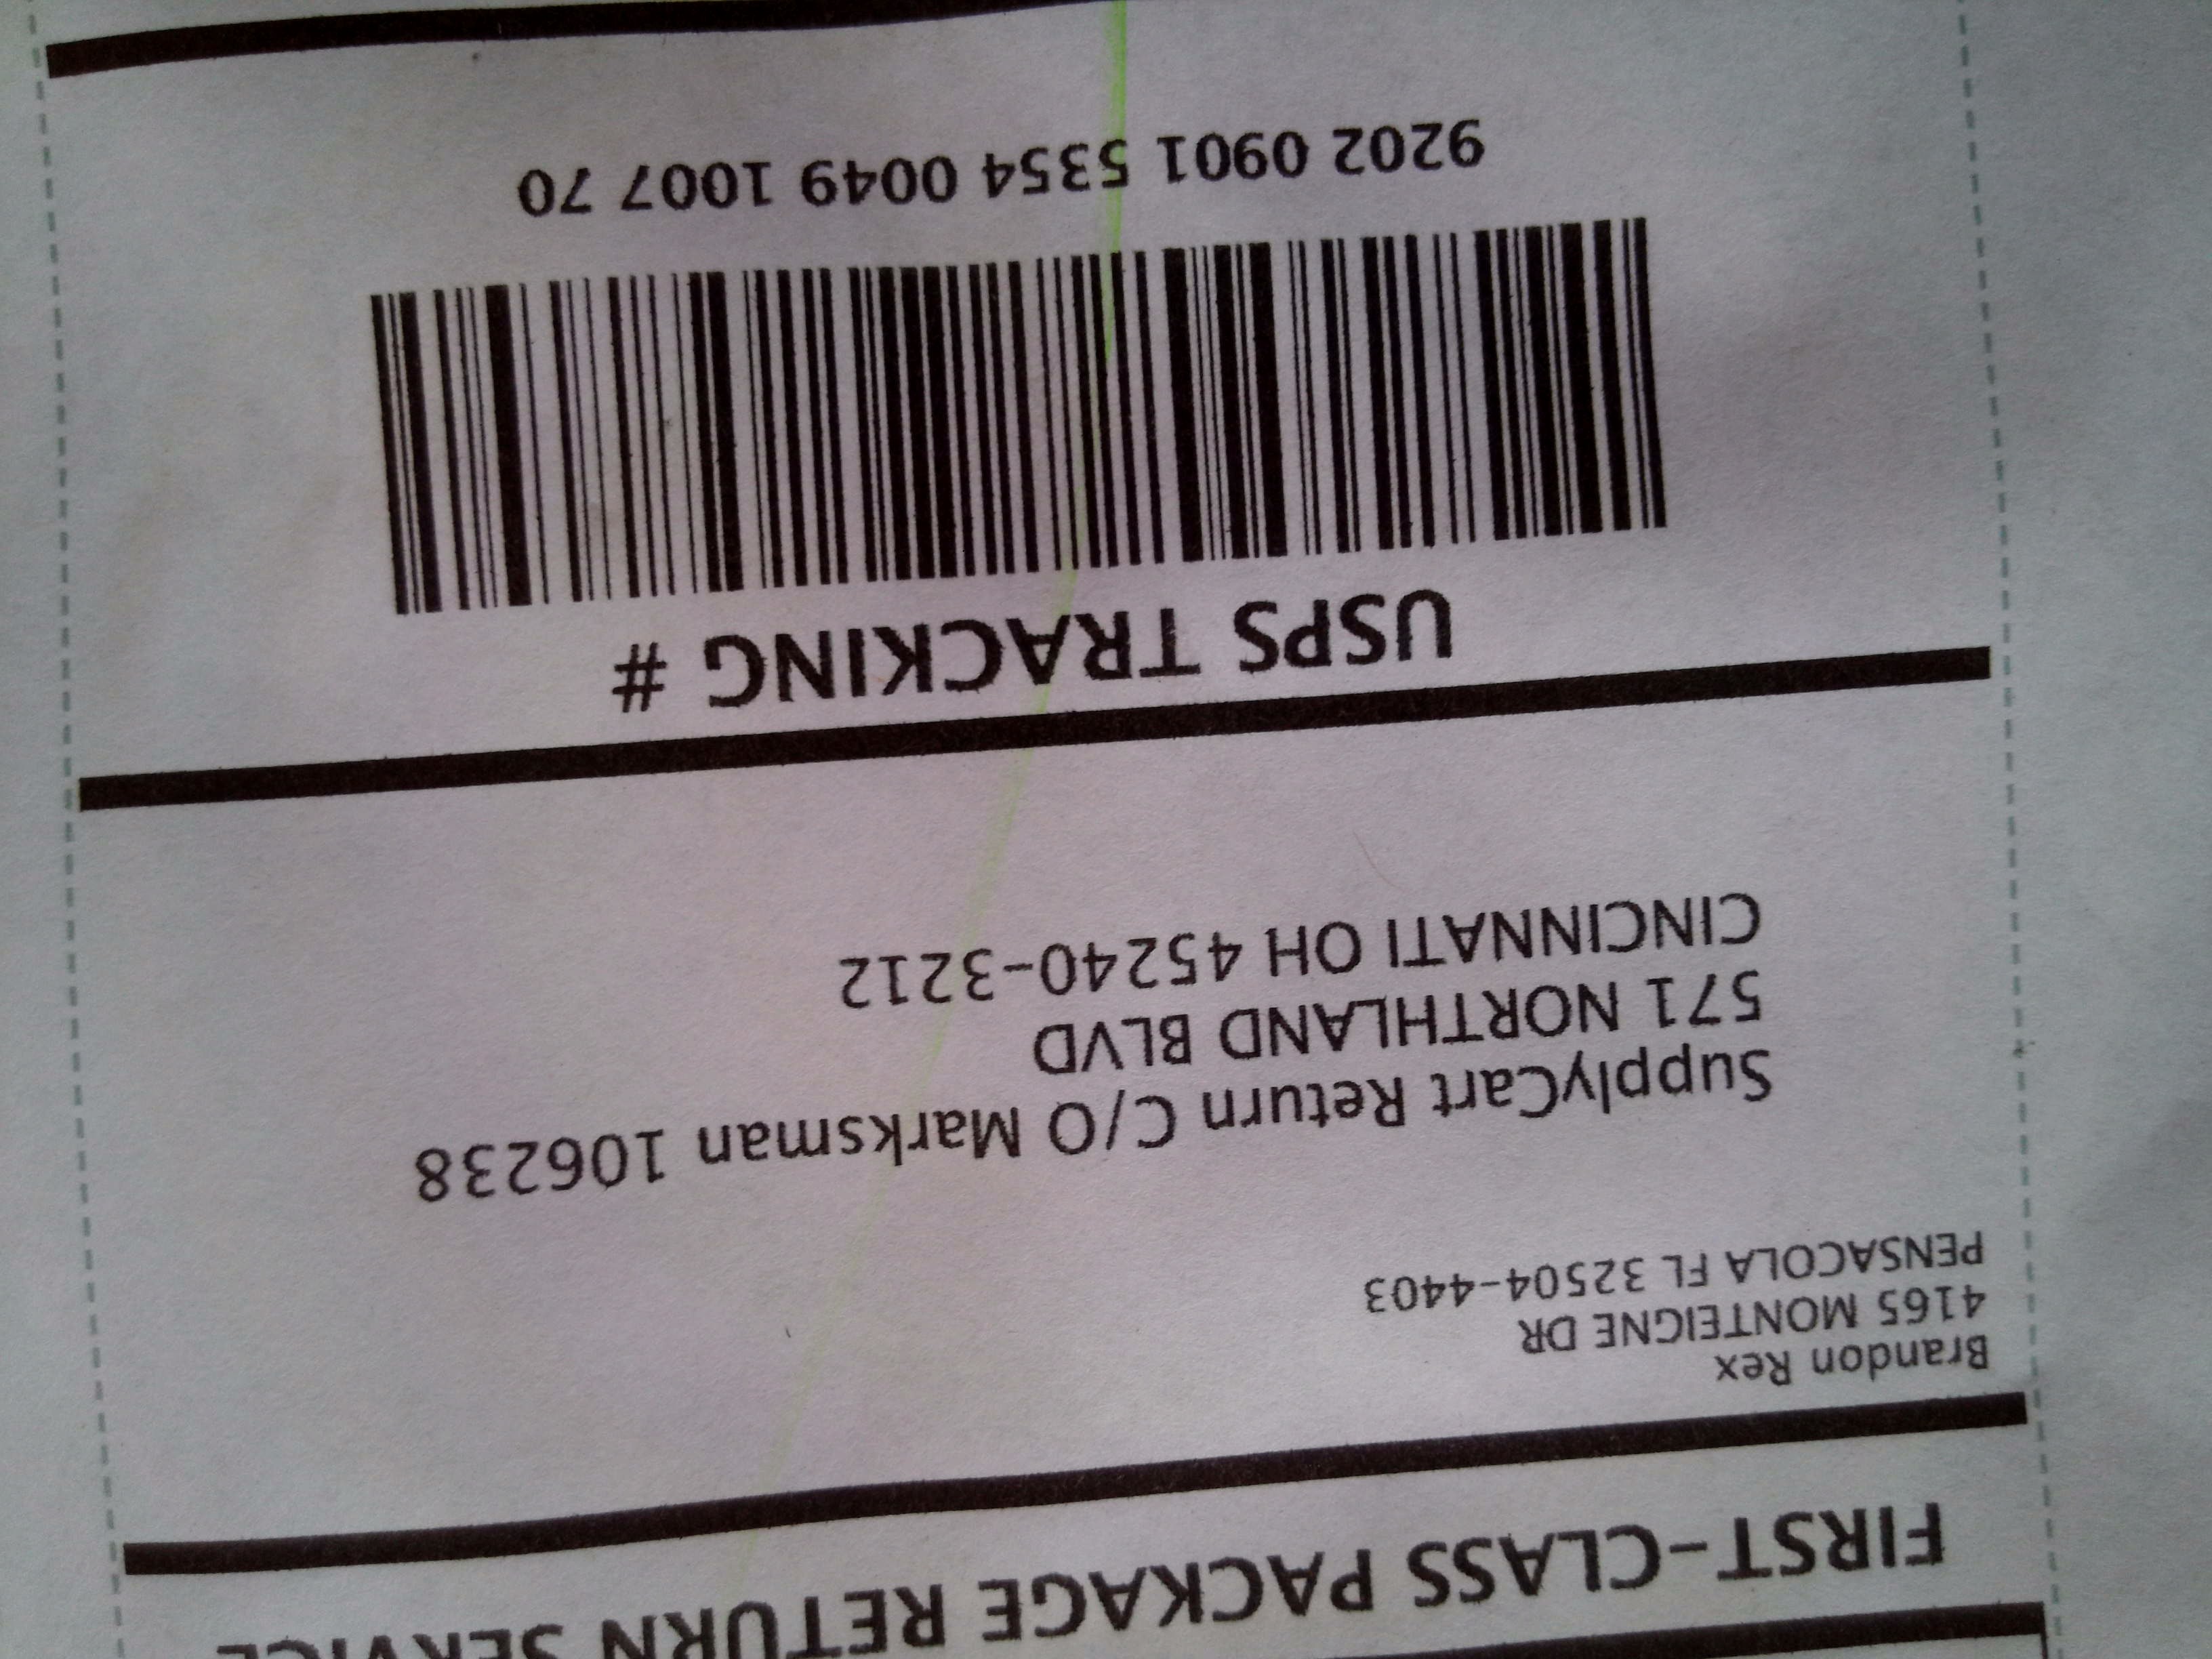 FIRST-CLASS PACKAGE RETURN SERVICE
Brandon Rex
4165 MONTEIGNE DR
PENSACOLA FL 32504-4403
SupplyCart Return C/O Marksman 106238
571 NORTHLAND BLVD
CINCINNATI OH 45240-3212
USPS TRACKING #
9202 0901 5354 0049 1007 70